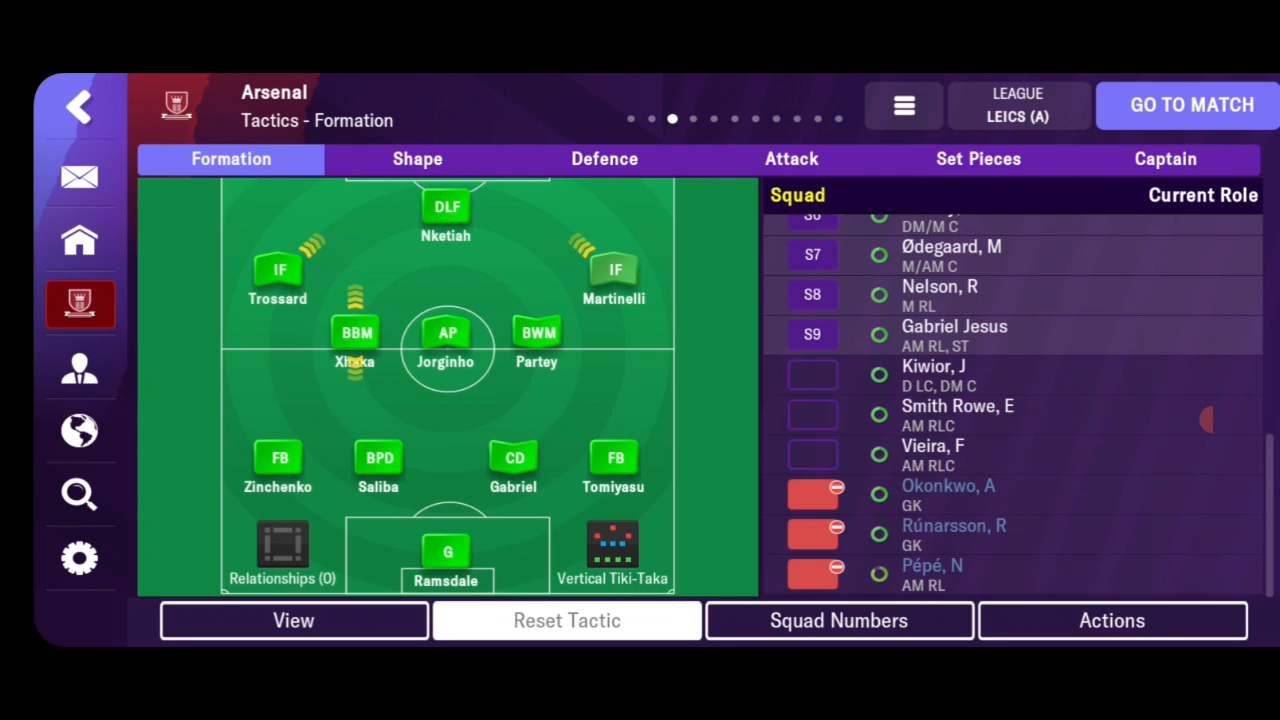 Arsenal
Tactics - Formation
LEAGUE
LEICS (A)
GO TO MATCH
Formation
Shape
Defence
Attack
Set Pieces
Captain
DLF
Nketiah
IF
Trossard
IF
Martinelli
BBM
Xhaka
AP
Jorginho
BWM
Partey
FB
Zinchenko
BPD
Saliba
CD
Gabriel
FB
Tomiyasu
Relationships (0)
G
Ramsdale
Vertical Tiki-Taka
Squad
Current Role
S6
DM/M C
S7
Ødegaard, M
M/AM C
S8
Nelson, R
M RL
S9
Gabriel Jesus
AM RL, ST
Kiwior, J
D LC, DM C
Smith Rowe, E
AM RLC
Vieira, F
AM RLC
Okonkwo, A
GK
Rúnarsson, R
GK
Pépé, N
AM RL
View
Reset Tactic
Squad Numbers
Actions